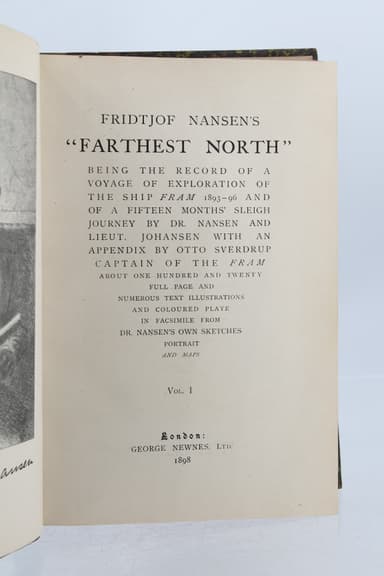 FRIDTJOF NANSEN'S
"FARTHEST NORTH"
BEING THE RECORD OF A
VOYAGE OF EXPLORATION OF
THE SHIP FRAM 1893–96 AND
OF A FIFTEEN MONTHS' SLEIGH
JOURNEY BY DR. NANSEN AND
LIEUT. JOHANSEN WITH AN
APPENDIX BY OTTO SVERDRUP
CAPTAIN OF THE FRAM
ABOUT ONE HUNDRED AND TWENTY
FULL PAGE AND
NUMEROUS TEXT ILLUSTRATIONS
AND COLOURED PLATE
IN FACSIMILE FROM
DR. NANSEN'S OWN SKETCHES
PORTRAIT
AND MAPS
VOL. I
London:
GEORGE NEWNES, LTD.
1898